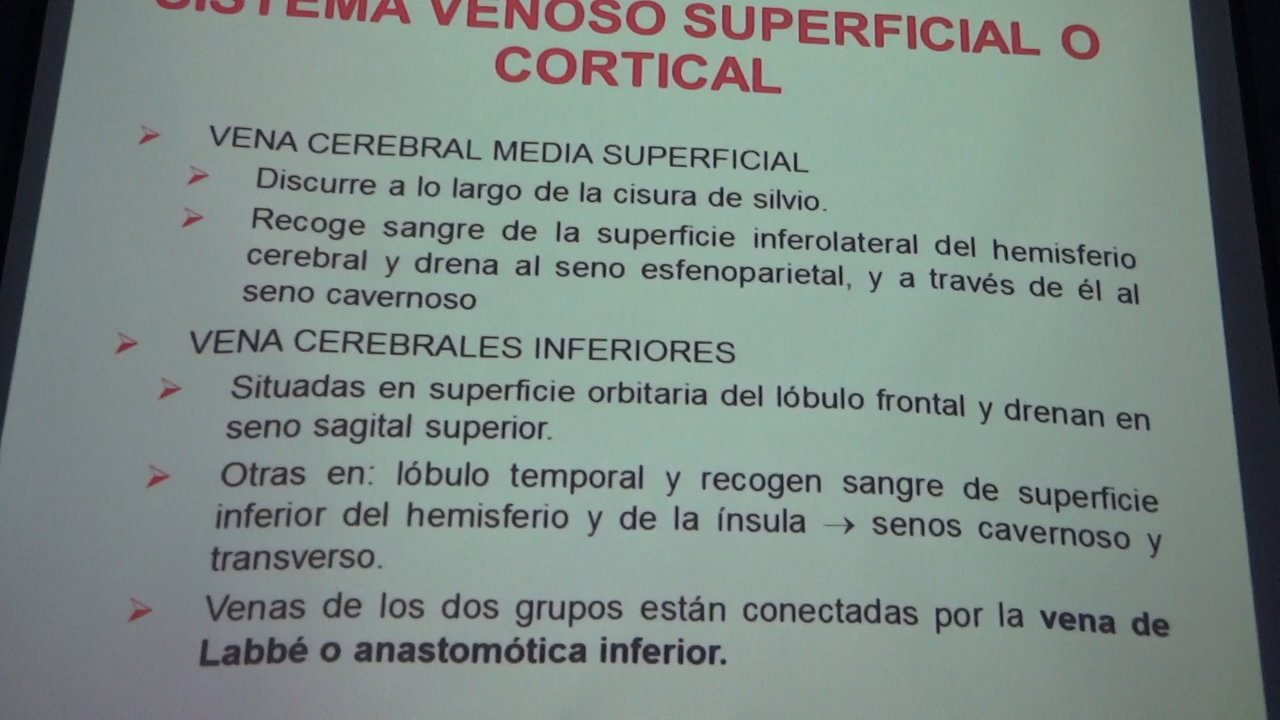 SISTEMA VENOSO SUPERFICIAL O
CORTICAL
VENA CEREBRAL MEDIA SUPERFICIAL
Discurre a lo largo de la cisura de silvio.
Recoge sangre de la superficie inferolateral del hemisferio
cerebral y drena al seno esfenoparietal, y a través de él al
seno cavernoso
VENA CEREBRALES INFERIORES
Situadas en superficie orbitaria del lóbulo frontal y drenan en
seno sagital superior.
Otras en: lóbulo temporal y recogen sangre de superficie
inferior del hemisferio y de la ínsula → senos cavernoso y
transverso.
Venas de los dos grupos están conectadas por la vena de
Labbé o anastomótica inferior.